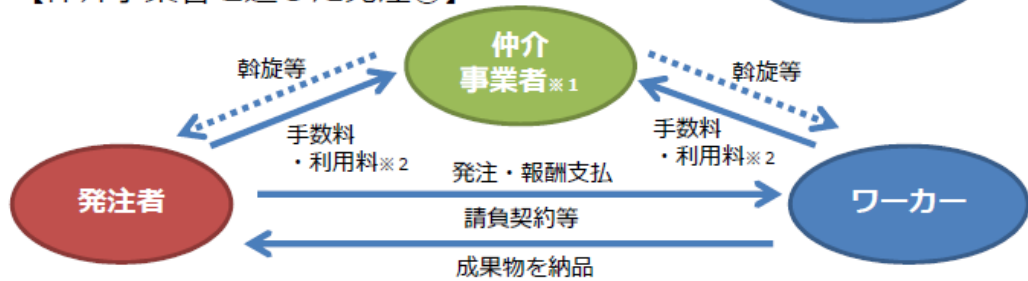 仲介
事業者※1
斡旋等
斡旋等
手数料
・利用料※2
手数料
・利用料※2
発注・報酬支払
発注者
ワーカー
請負契約等
成果物を納品